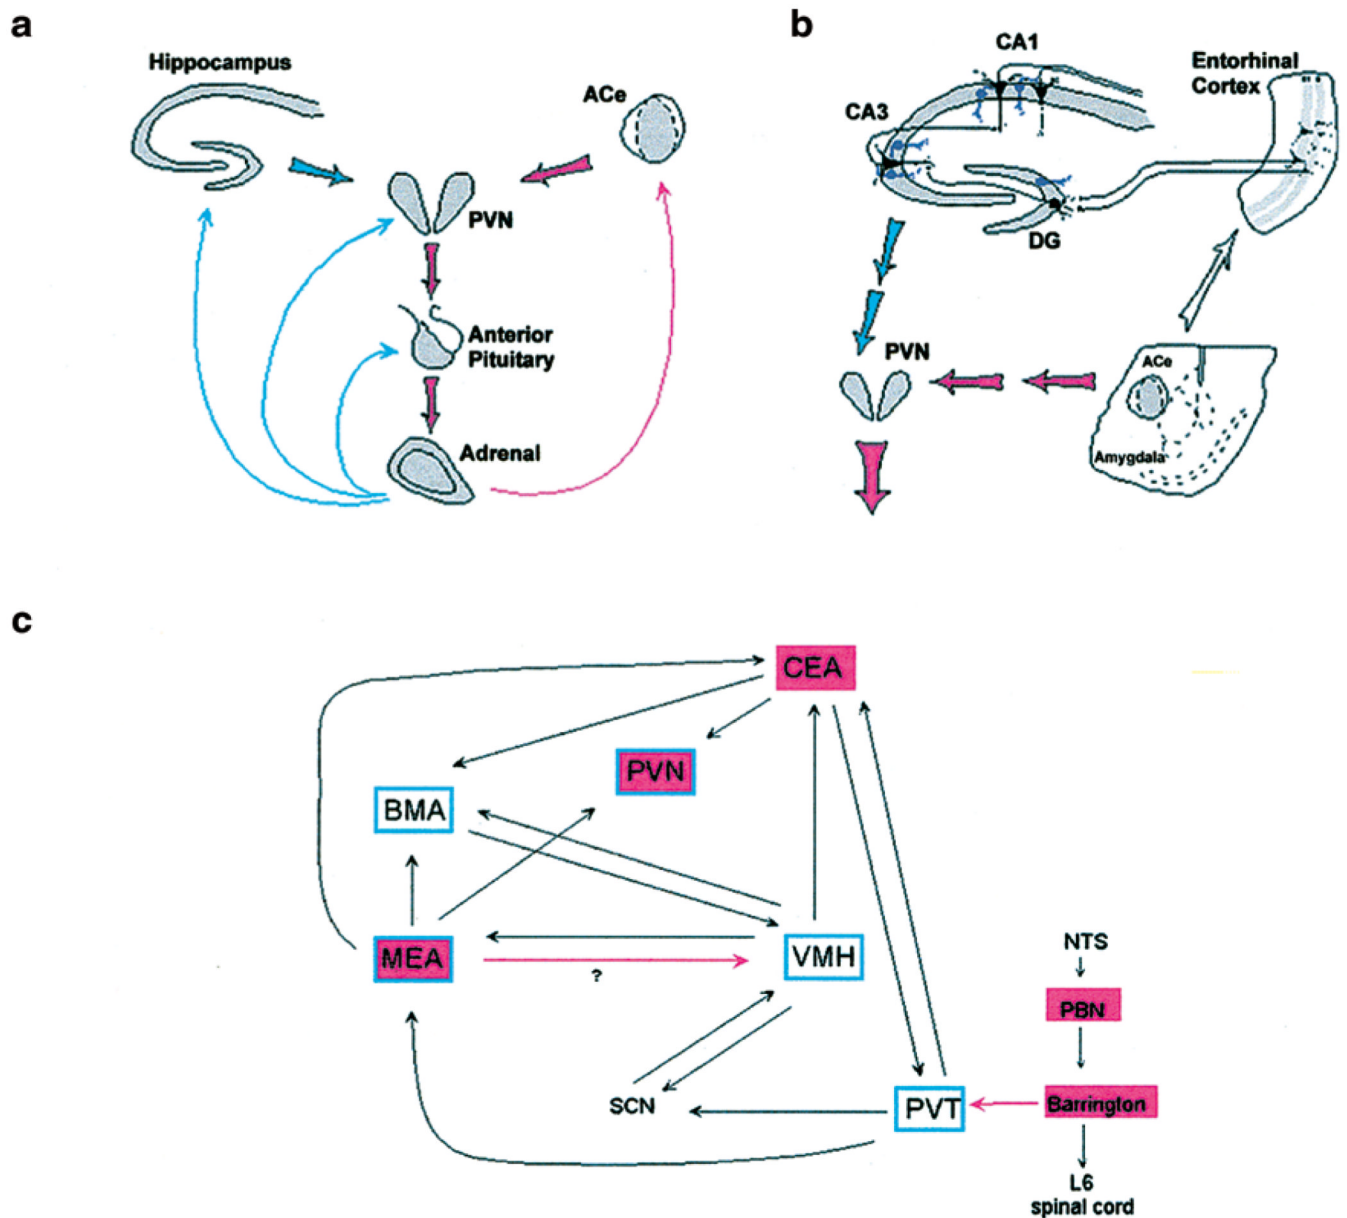 a
Hippocampus
ACe
PVN
Anterior
Pituitary
Adrenal
b
CA1
Entorhinal
Cortex
CA3
DG
PVN
ACe
Amygdala
c
CEA
PVN
BMA
MEA
?
VMH
NTS
PBN
SCN
PVT
Barrington
L6
spinal cord